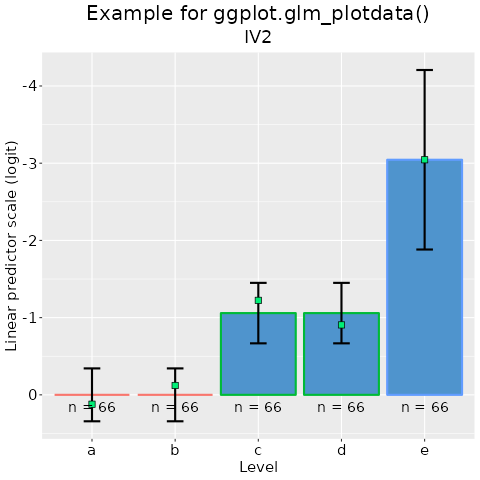 Example for ggplot.glm_plotdata()
IV2
Linear predictor scale (logit)
-4
-3
-2
-1
0
n = 66
n = 66
n = 66
n = 66
n = 66
a
b
c
d
e
Level